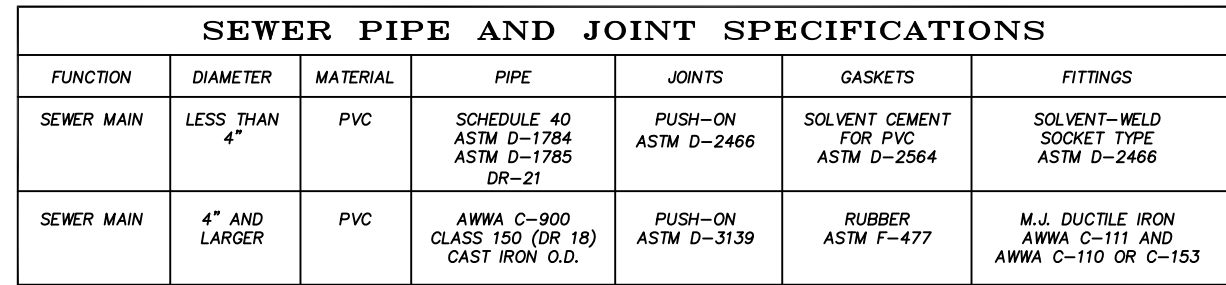 SEWER PIPE AND JOINT SPECIFICATIONS
FUNCTION DIAMETER MATERIAL PIPE JOINTS GASKETS FITTINGS
SEWER MAIN LESS THAN PVC SCHEDULE 40 PUSH-ON SOLVENT CEMENT SOLVENT-WELD
4" ASTM D-1784 ASTM D-2466 FOR PVC SOCKET TYPE
ASTM D-1785 ASTM D-2564 ASTM D-2466
DR-21
SEWER MAIN 4" AND PVC AWWA C-900 PUSH-ON RUBBER M.J. DUCTILE IRON
LARGER CLASS 150 (DR 18) ASTM D-3139 ASTM F-477 AWWA C-111 AND
CAST IRON O.D. AWWA C-110 OR C-153